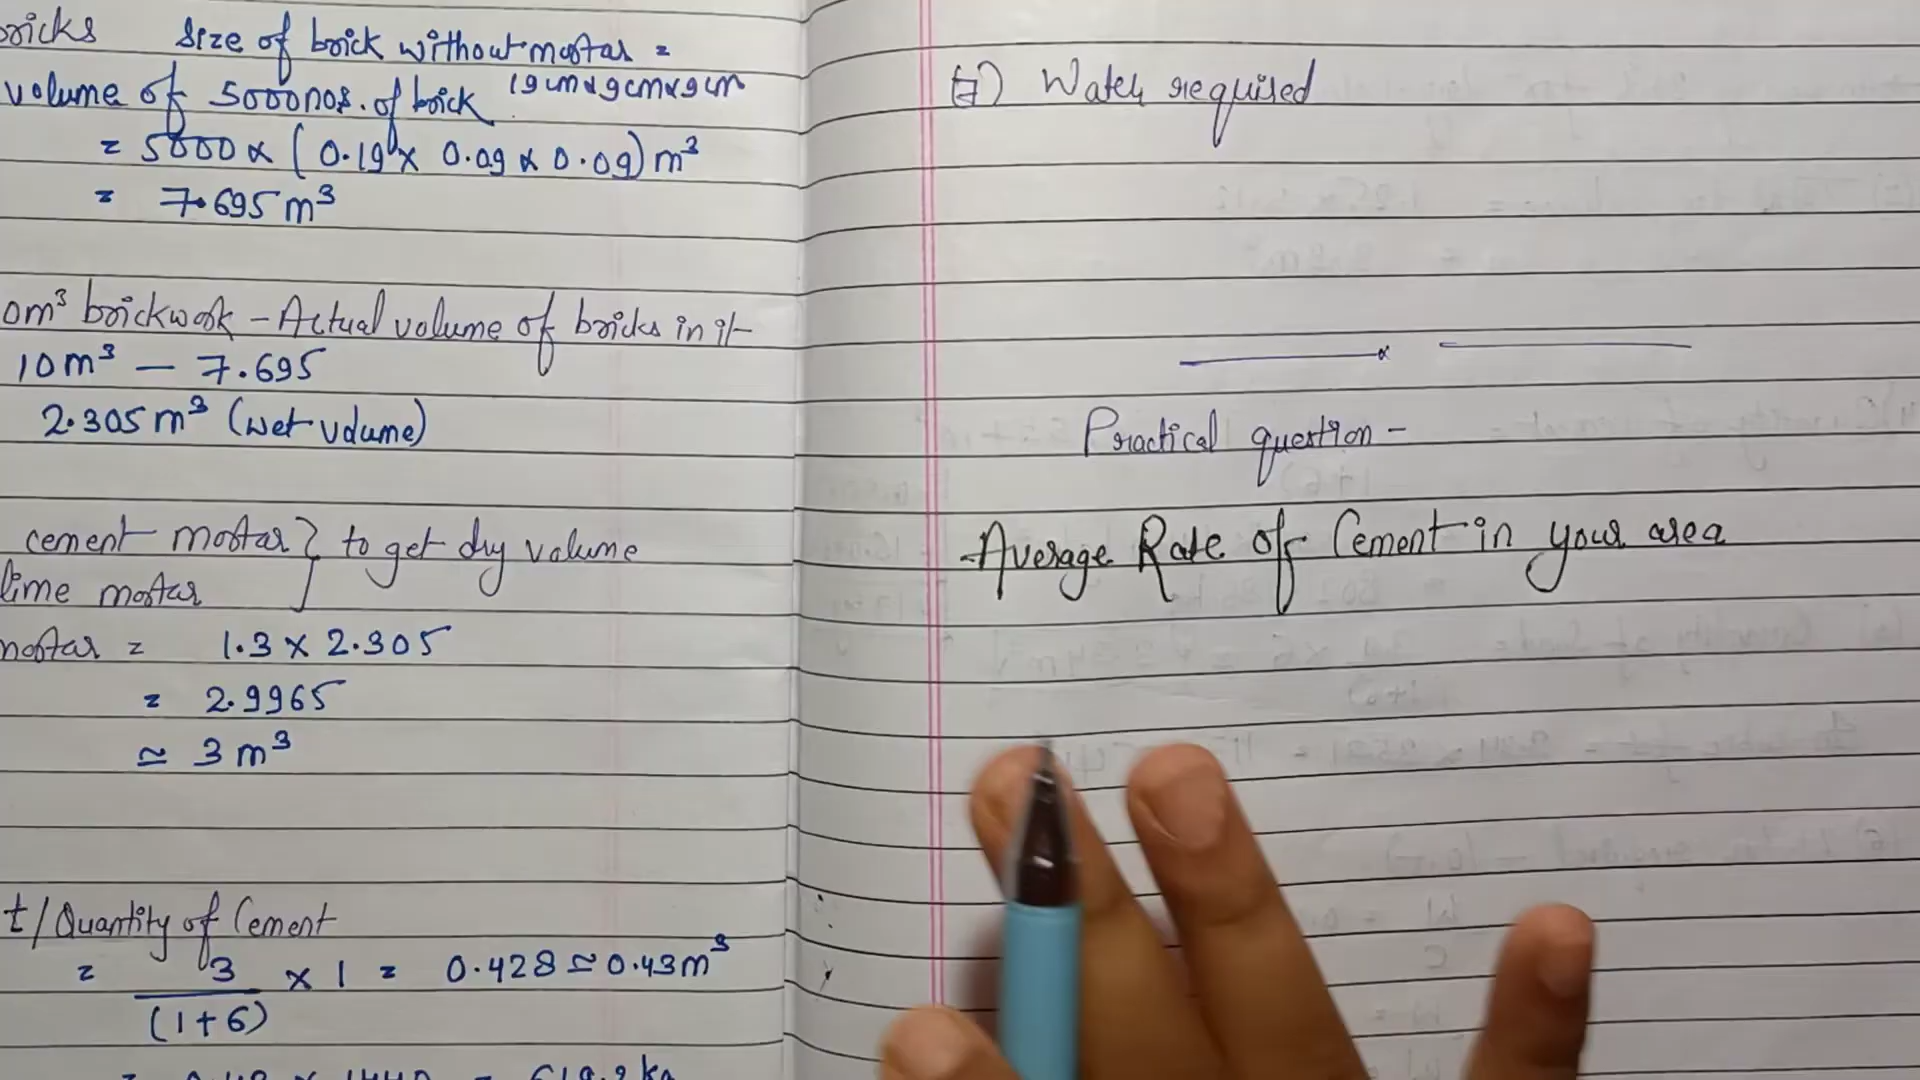 bricks size of brick without mortar =
volume of 5000nos. of brick 19cmx9cmx9cm
= 5000 x (0.19 x 0.09 x 0.09) m³
= 7.695 m³
0m³ brickwork - Actual volume of bricks in it
10m³ - 7.695
2.305 m³ (wet volume)
cement mortar } to get dry volume
lime mortar
mortar = 1.3 x 2.305
= 2.9965
≃ 3 m³
t/Quantity of Cement
= 3/(1+6) x 1 = 0.428 ≃ 0.43m³
(7) Water required
Practical question -
-Average Rate of Cement in your area